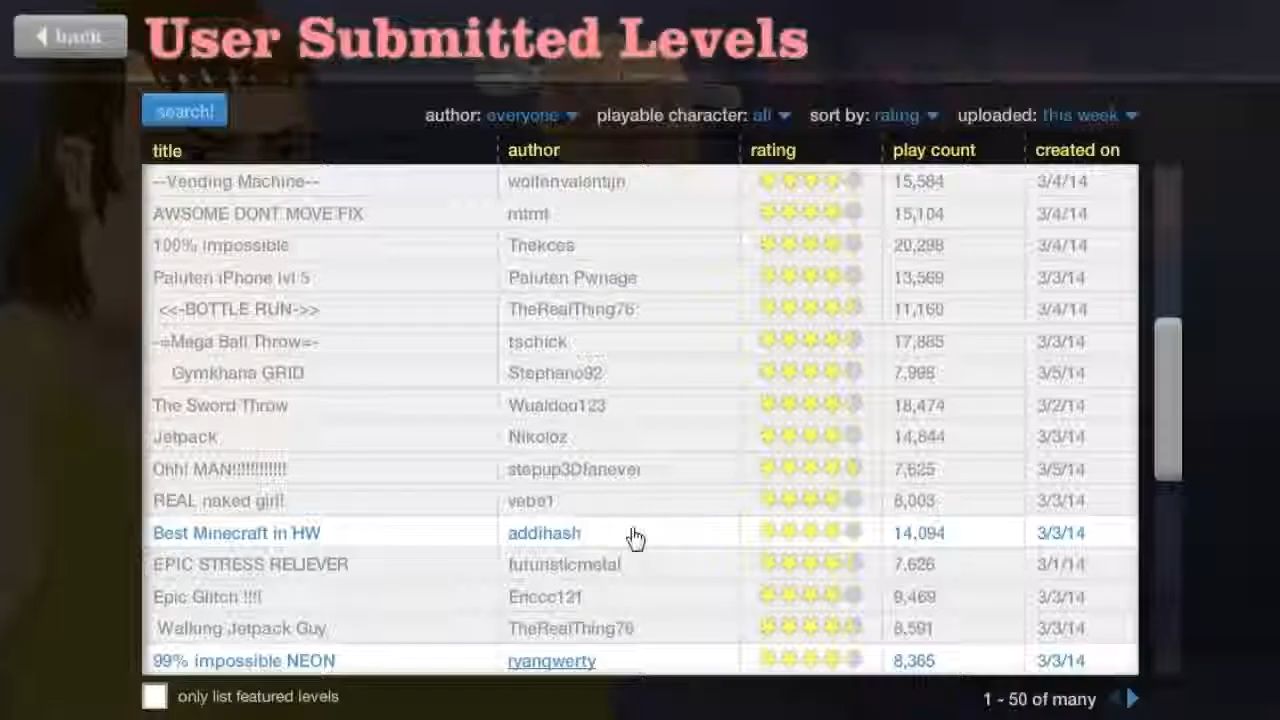 back
User Submitted Levels
search!
author: everyone playable character: all sort by: rating uploaded: this week
title author rating play count created on
--Vending Machine-- wolfenvalentijn 15,584 3/4/14
AWSOME DONT MOVE FIX mtmt 15,104 3/4/14
100% impossible Thekces 20,298 3/4/14
Paluten iPhone lvl 5 Paluten Pwnage 13,569 3/3/14
<<-BOTTLE RUN->> TheRealThing76 11,160 3/4/14
-=Mega Ball Throw=- tschick 17,885 3/3/14
Gymkhana GRID Stephano92 7,998 3/5/14
The Sword Throw Wualdou123 18,474 3/2/14
Jetpack Nikoloz 14,844 3/3/14
Ohh! MAN!!!!!!!!!!!! stepup3Dfanever 7,625 3/5/14
REAL naked girl! vebe1 8,003 3/3/14
Best Minecraft in HW addihash 14,094 3/3/14
EPIC STRESS RELIEVER futuristicmetal 7,626 3/1/14
Epic Glitch !!!! Ericcc121 9,469 3/3/14
Walking Jetpack Guy TheRealThing76 8,591 3/3/14
99% impossible NEON ryanqwerty 8,365 3/3/14
only list featured levels 1 - 50 of many